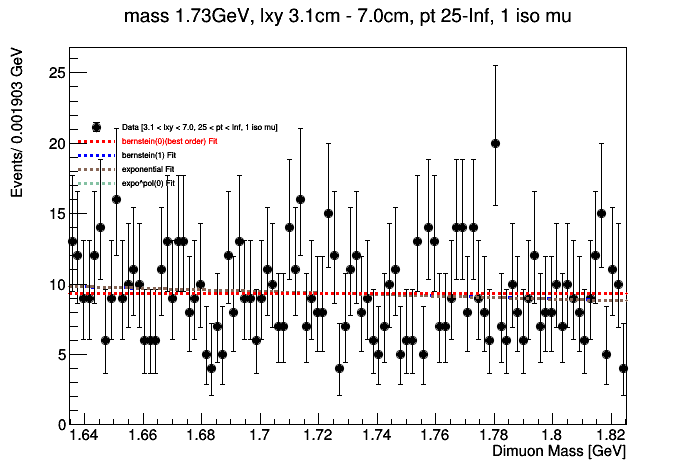 mass 1.73GeV, lxy 3.1cm - 7.0cm, pt 25-Inf, 1 iso mu
Events/ 0.001903 GeV
25
20
15
10
5
0
Data [3.1 < lxy < 7.0, 25 < pt < Inf, 1 iso mu]
bernstein(0)(best order) Fit
bernstein(1) Fit
exponential Fit
expo*pol(0) Fit
1.64 1.66 1.68 1.7 1.72 1.74 1.76 1.78 1.8 1.82
Dimuon Mass [GeV]